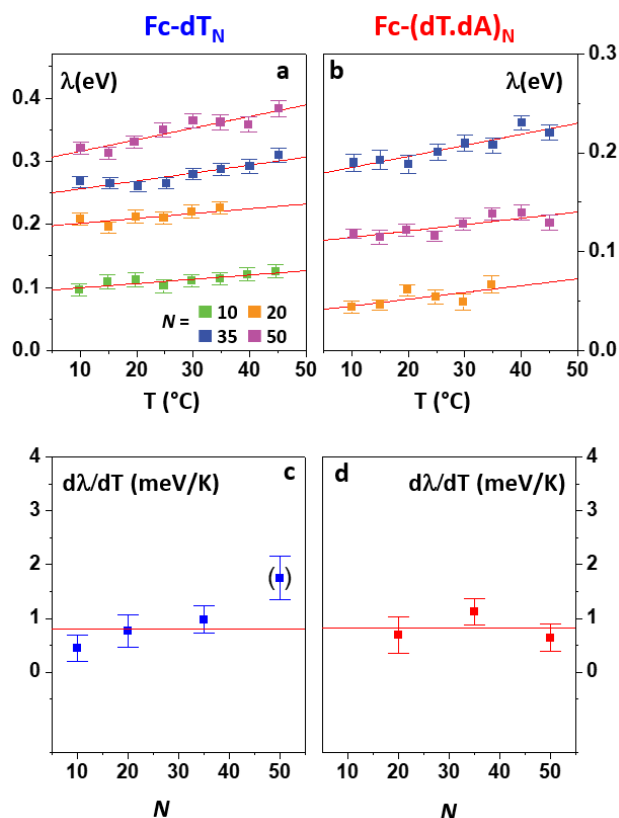 Fc-dT_N
Fc-(dT.dA)_N
λ(eV) a
0.4
0.3
0.2
0.1
0.0
N = 10 20
35 50
10 20 30 40 50
T (°C)
b λ(eV)
0.3
0.2
0.1
0.0
10 20 30 40 50
T (°C)
c
dλ/dT (meV/K)
4
3
2
1
0
( )
10 20 30 40 50
N
d
dλ/dT (meV/K)
4
3
2
1
0
10 20 30 40 50
N